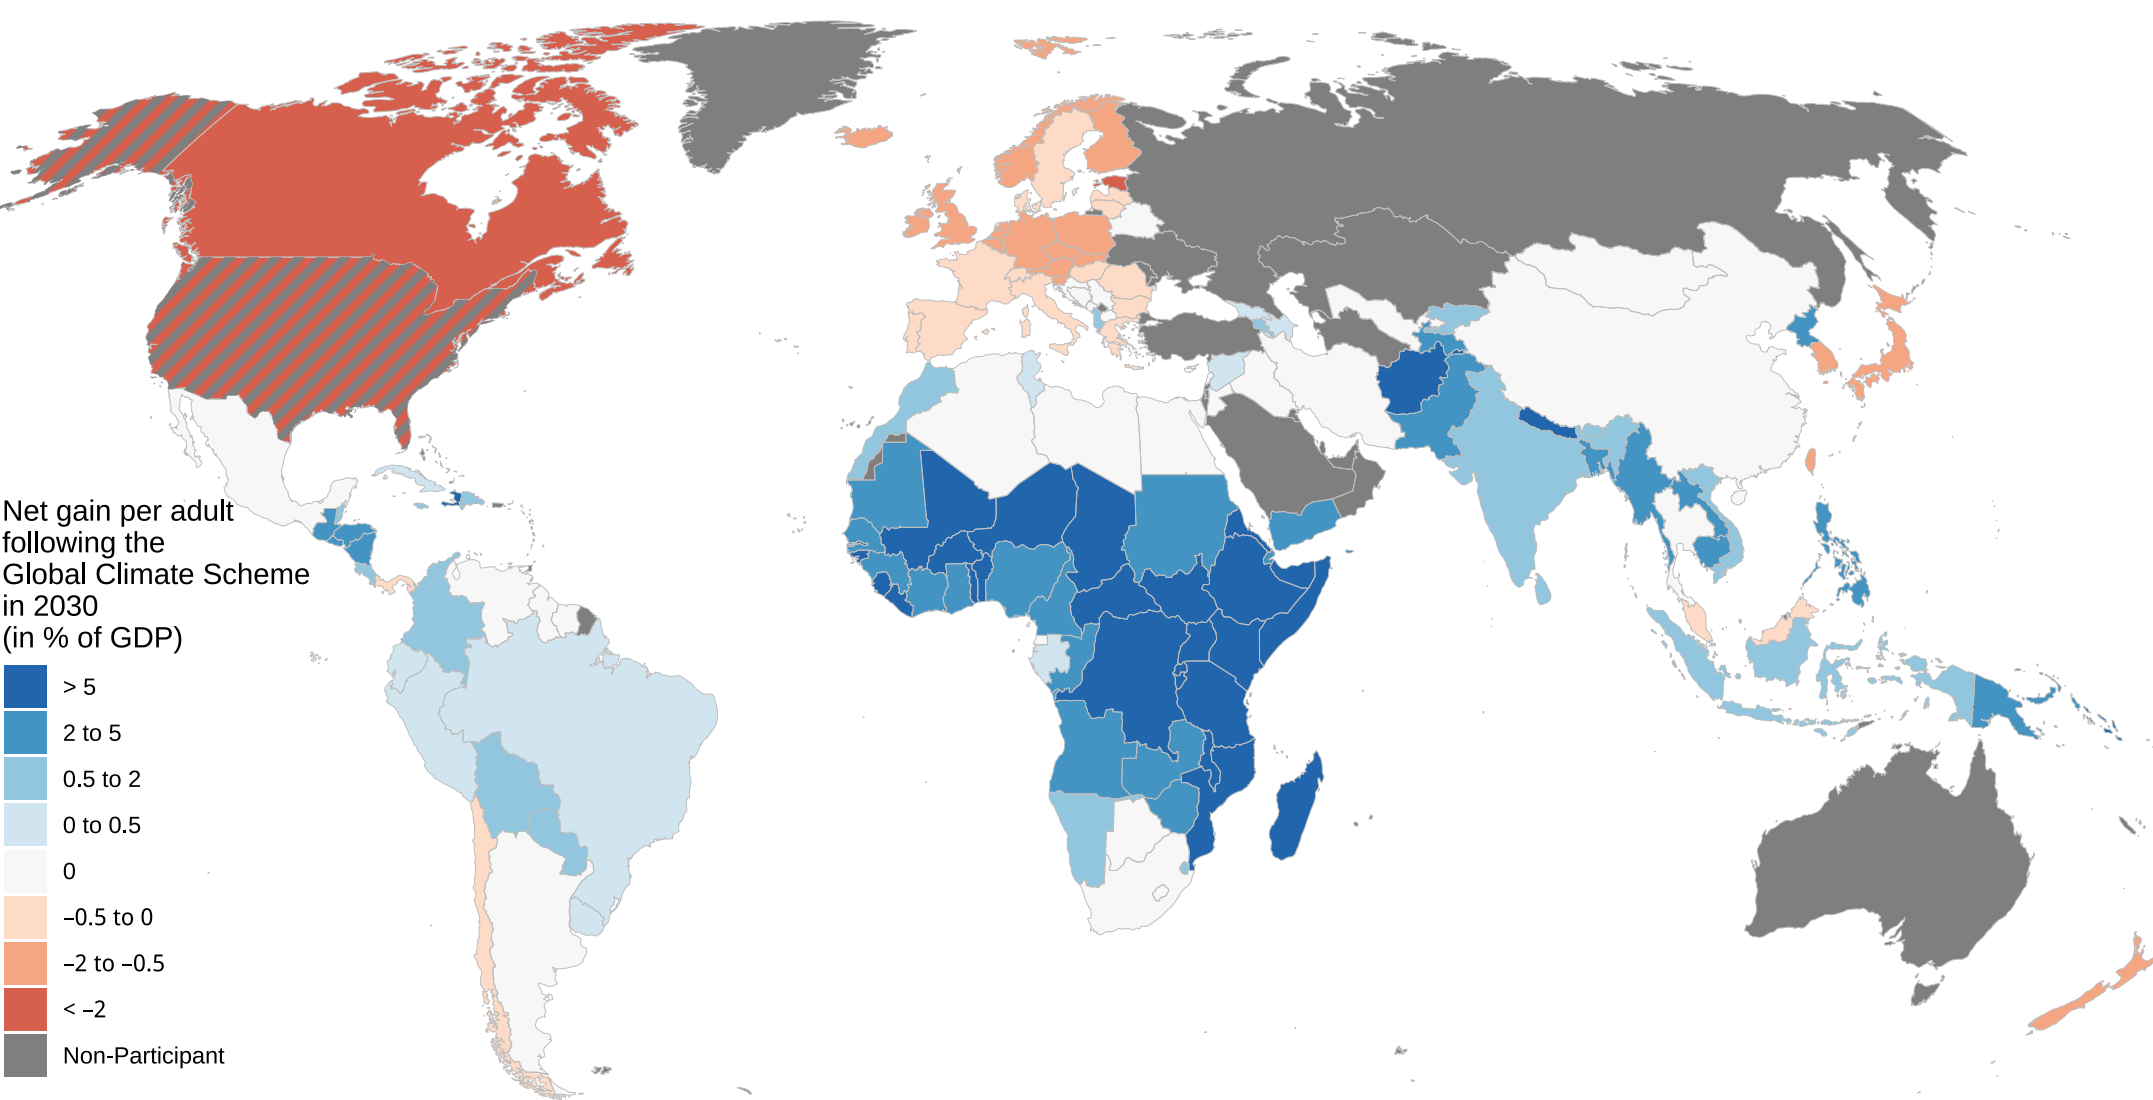 Net gain per adult
following the
Global Climate Scheme
in 2030
(in % of GDP)
> 5
2 to 5
0.5 to 2
0 to 0.5
0
–0.5 to 0
–2 to –0.5
< –2
Non-Participant